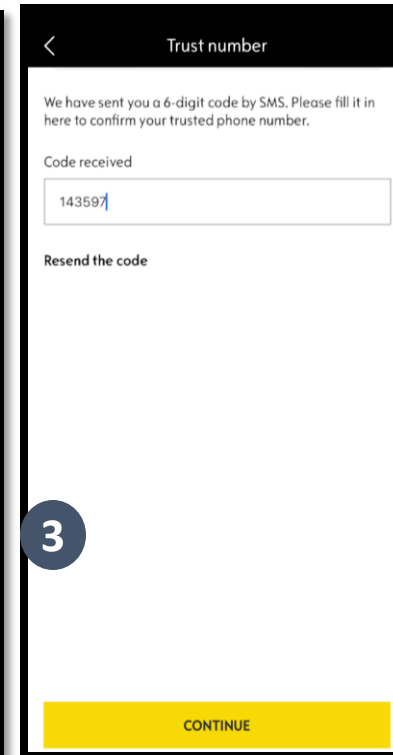 Trust number
We have sent you a 6-digit code by SMS. Please fill it in
here to confirm your trusted phone number.
Code received
143597
Resend the code
3
CONTINUE